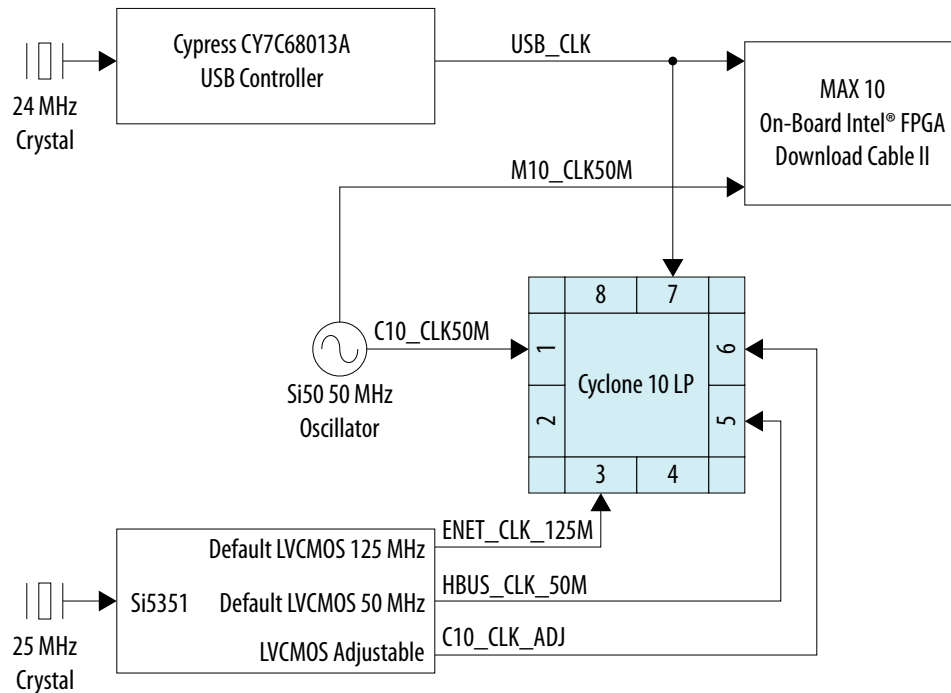 Cypress CY7C68013A
USB Controller
24 MHz
Crystal
USB_CLK
MAX 10
On-Board Intel® FPGA
Download Cable II
M10_CLK50M
8
7
C10_CLK50M
1
6
Cyclone 10 LP
Si50 50 MHz
Oscillator
2
5
3
4
ENET_CLK_125M
Default LVCMOS 125 MHz
HBUS_CLK_50M
Si5351
Default LVCMOS 50 MHz
C10_CLK_ADJ
LVCMOS Adjustable
25 MHz
Crystal